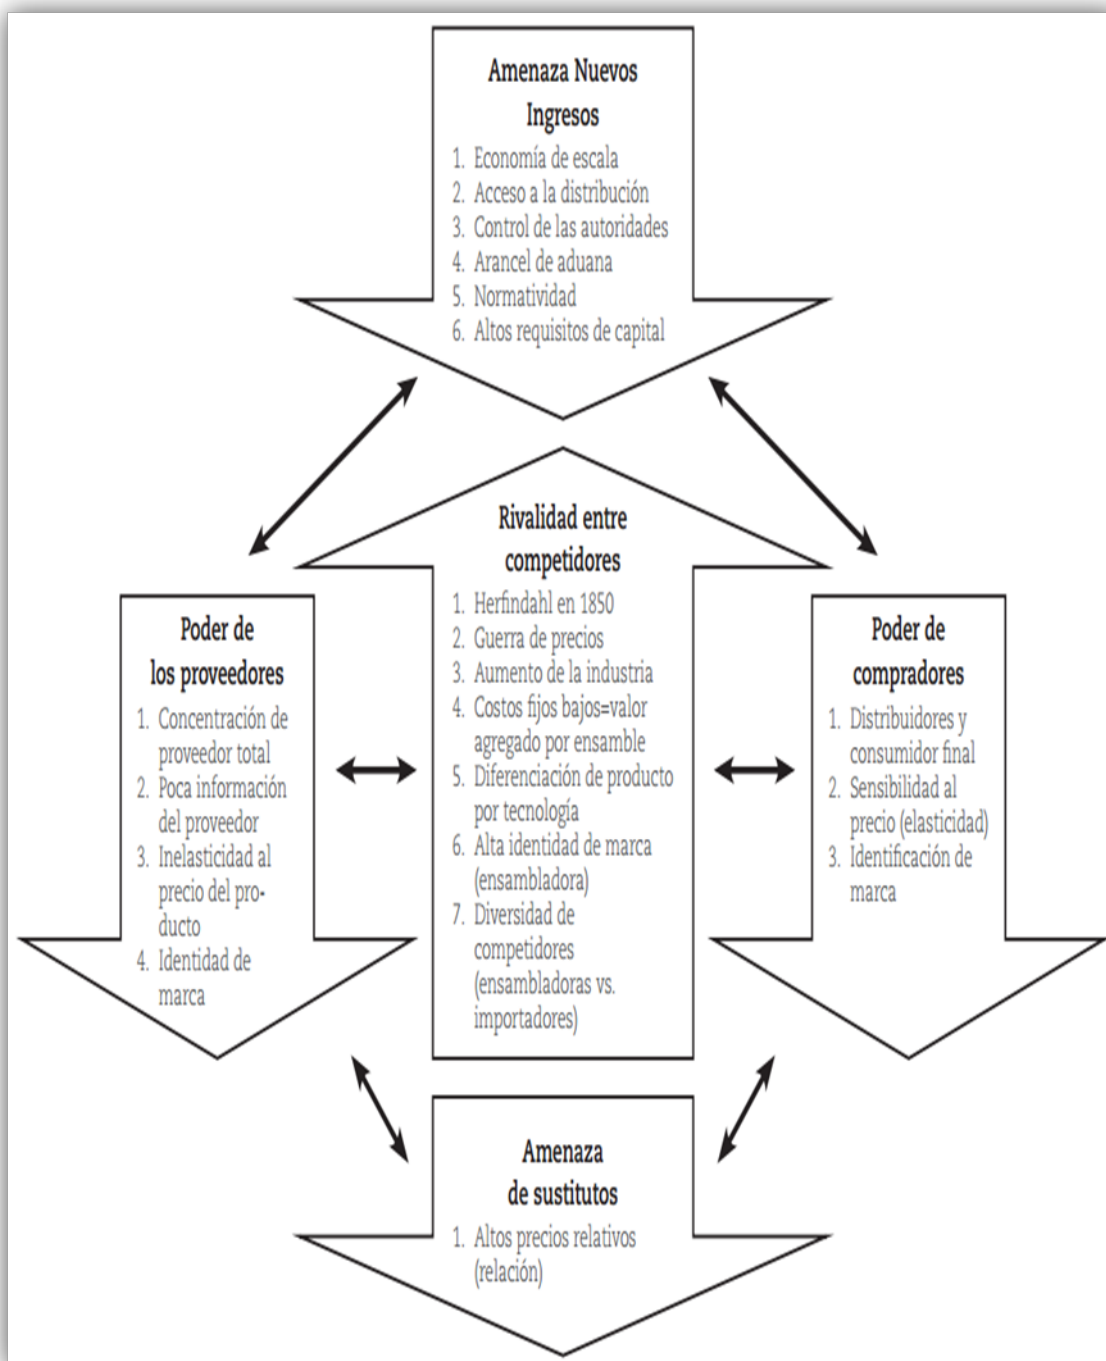 Amenaza Nuevos
Ingresos
1. Economía de escala
2. Acceso a la distribución
3. Control de las autoridades
4. Arancel de aduana
5. Normatividad
6. Altos requisitos de capital
Rivalidad entre
competidores
1. Herfindahl en 1850
2. Guerra de precios
3. Aumento de la industria
4. Costos fijos bajos=valor
agregado por ensamble
5. Diferenciación de producto
por tecnología
6. Alta identidad de marca
(ensambladora)
7. Diversidad de
competidores
(ensambladoras vs.
importadores)
Poder de
los proveedores
1. Concentración de
proveedor total
2. Poca información
del proveedor
3. Inelasticidad al
precio del pro-
ducto
4. Identidad de
marca
Poder de
compradores
1. Distribuidores y
consumidor final
2. Sensibilidad al
precio (elasticidad)
3. Identificación de
marca
Amenaza
de sustitutos
1. Altos precios relativos
(relación)